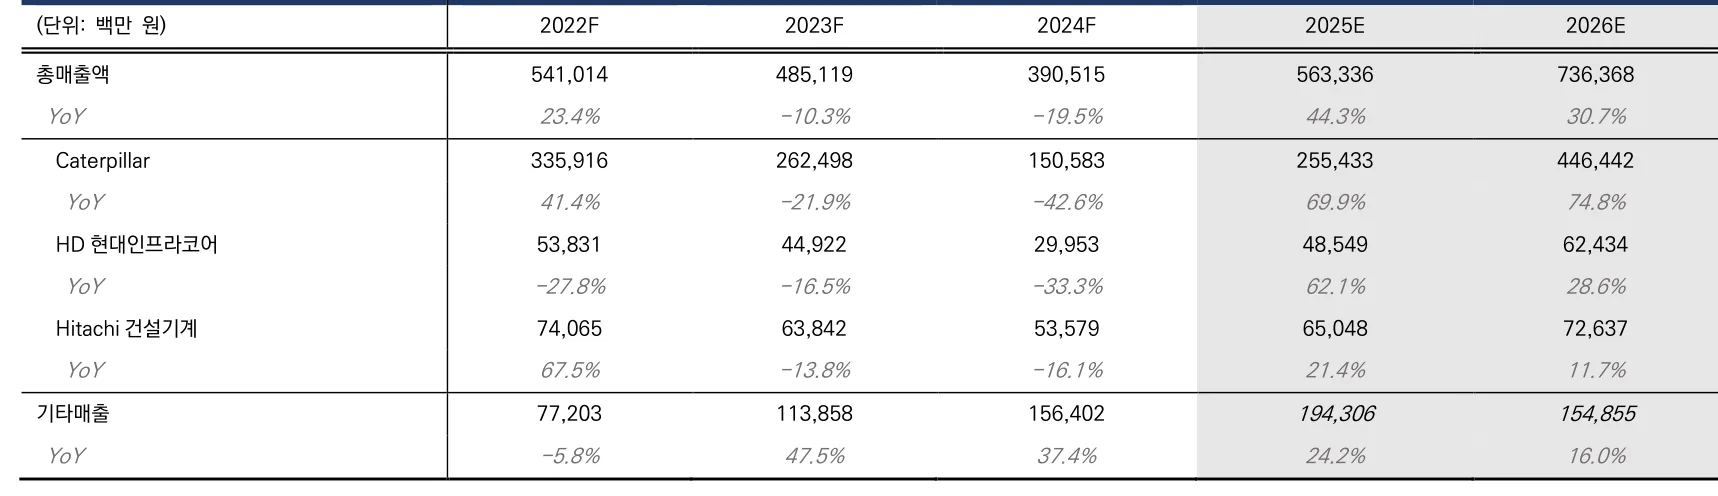 (단위: 백만 원) 2022F 2023F 2024F 2025E 2026E
총매출액 541,014 485,119 390,515 563,336 736,368
YoY 23.4% -10.3% -19.5% 44.3% 30.7%
Caterpillar 335,916 262,498 150,583 255,433 446,442
YoY 41.4% -21.9% -42.6% 69.9% 74.8%
HD 현대인프라코어 53,831 44,922 29,953 48,549 62,434
YoY -27.8% -16.5% -33.3% 62.1% 28.6%
Hitachi 건설기계 74,065 63,842 53,579 65,048 72,637
YoY 67.5% -13.8% -16.1% 21.4% 11.7%
기타매출 77,203 113,858 156,402 194,306 154,855
YoY -5.8% 47.5% 37.4% 24.2% 16.0%